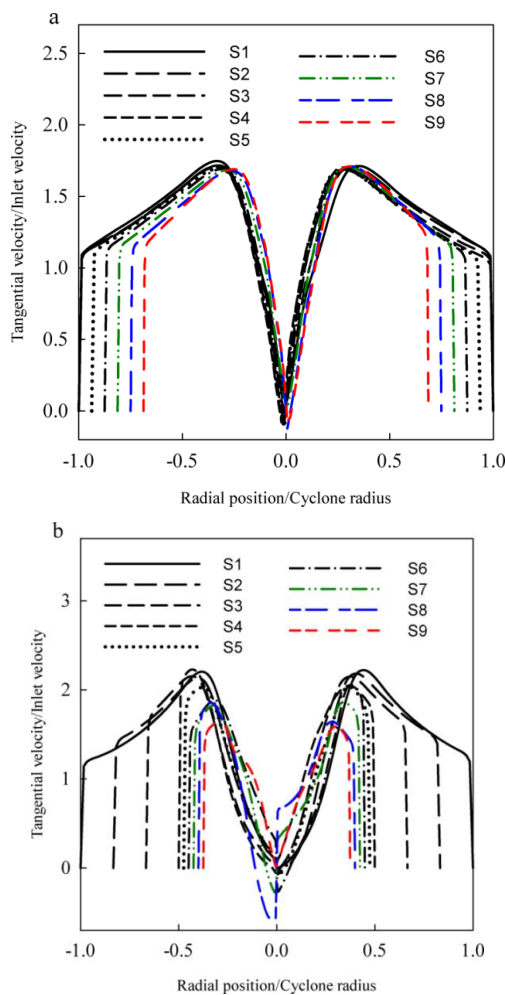 a
2.5
2.0
1.5
1.0
0.5
0.0
Tangential velocity/Inlet velocity
S1
S2
S3
S4
S5
S6
S7
S8
S9
-1.0 -0.5 0.0 0.5 1.0
Radial position/Cyclone radius
b
3
2
1
0
Tangential velocity/Inlet velocity
S1
S2
S3
S4
S5
S6
S7
S8
S9
-1.0 -0.5 0.0 0.5 1.0
Radial position/Cyclone radius